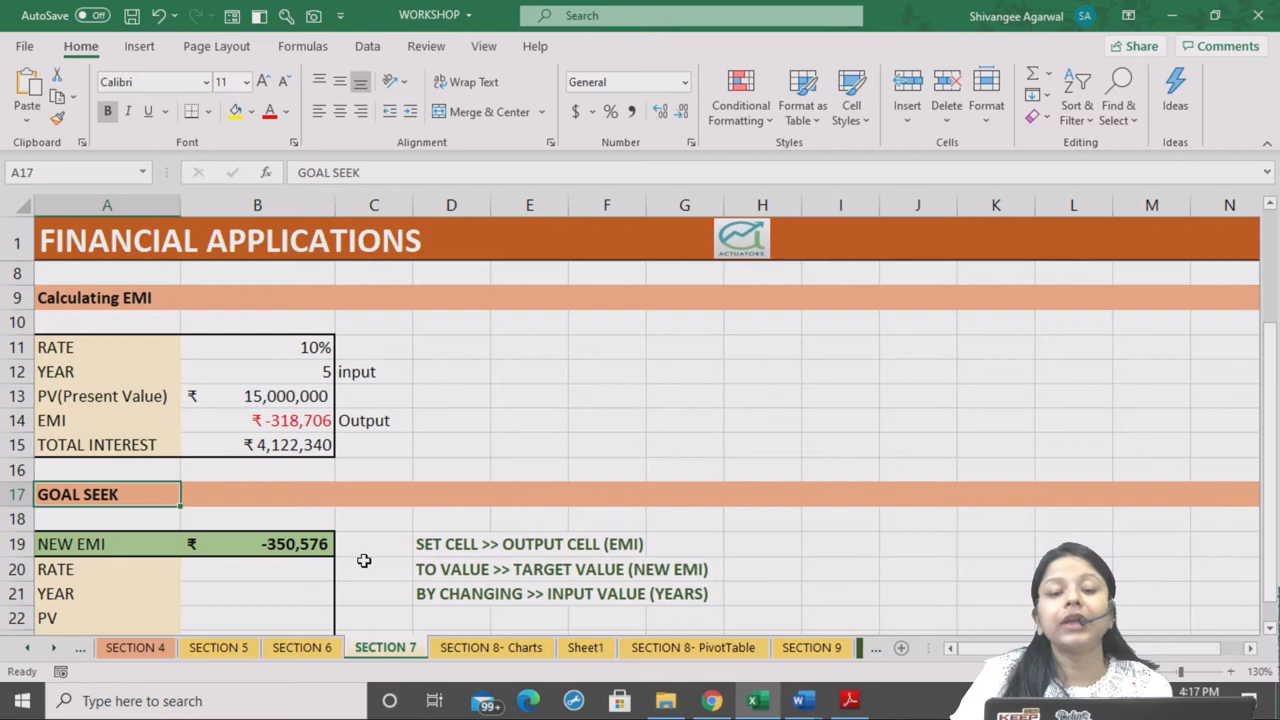 AutoSave Off WORKSHOP Search Shivangee Agarwal SA
File Home Insert Page Layout Formulas Data Review View Help Share Comments
Paste Calibri 11 Wrap Text General Conditional Formatting Format as Table Cell Styles Insert Delete Format Sort & Filter Find & Select Ideas
B I U A Merge & Center $ %
Clipboard Font Alignment Number Styles Cells Editing Ideas
A17 fx GOAL SEEK
A B C D E F G H I J K L M N
1 FINANCIAL APPLICATIONS ACTUATORS
8
9 Calculating EMI
10
11 RATE 10%
12 YEAR 5 input
13 PV(Present Value) ₹ 15,000,000
14 EMI ₹ -318,706 Output
15 TOTAL INTEREST ₹ 4,122,340
16
17 GOAL SEEK
18
19 NEW EMI ₹ -350,576 SET CELL >> OUTPUT CELL (EMI)
20 RATE TO VALUE >> TARGET VALUE (NEW EMI)
21 YEAR BY CHANGING >> INPUT VALUE (YEARS)
22 PV
... SECTION 4 SECTION 5 SECTION 6 SECTION 7 SECTION 8- Charts Sheet1 SECTION 8- PivotTable SECTION 9 ...
Ready 130%
Type here to search 99+ 4:17 PM
KEEP